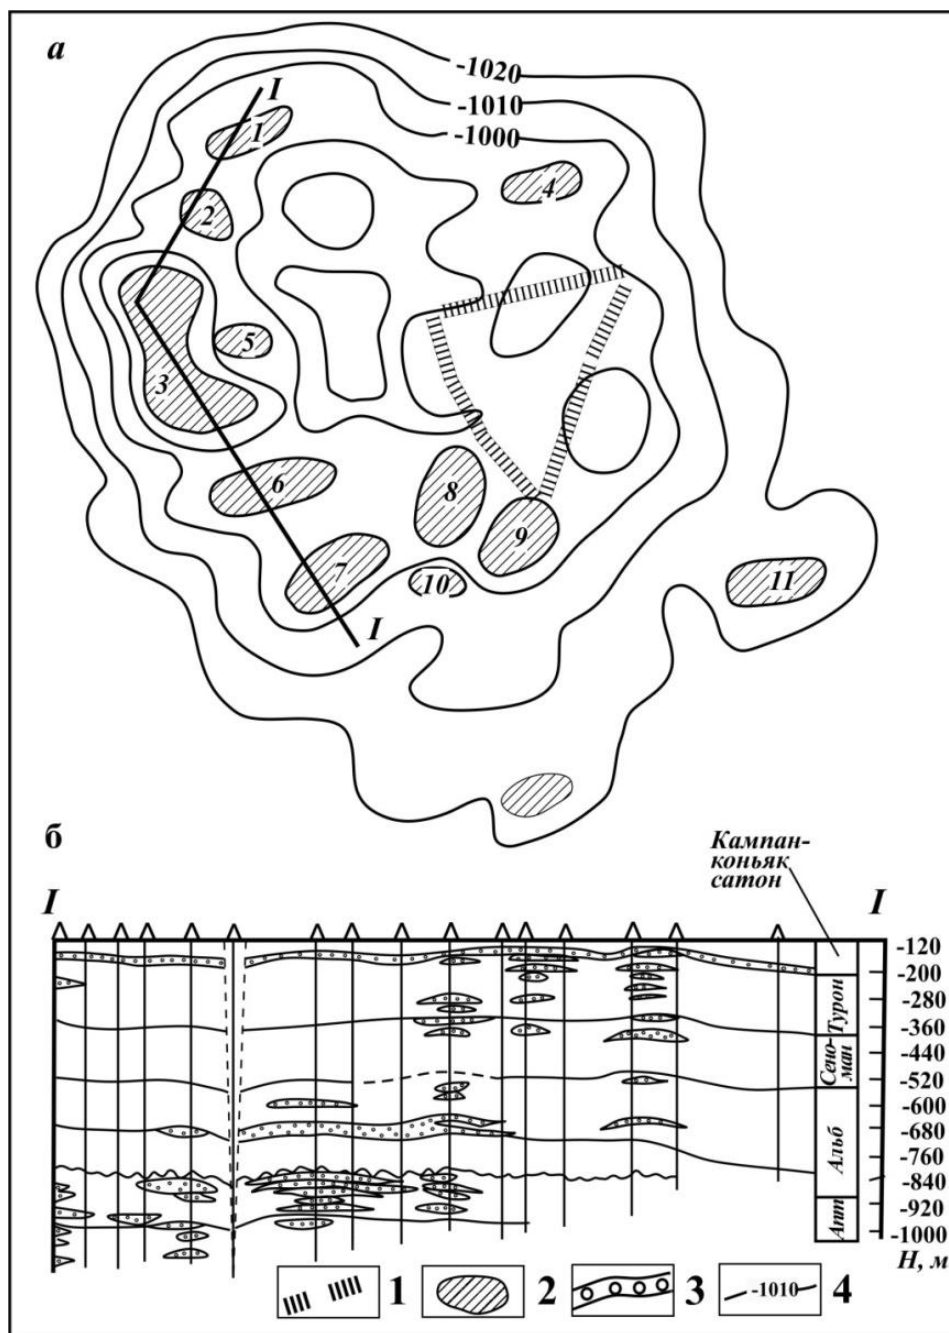 а
-1020
-1010
-1000
I
1
2
4
5
3
6
8
7
9
10
11
I
б
Кампан-
коньяк
сатон
I
I
-120
-200
-280
-360
-440
-520
-600
-680
-760
-840
-920
-1000
Н, м
Турон
Сено-
ман
Альб
Апт
1
2
3
-1010
4